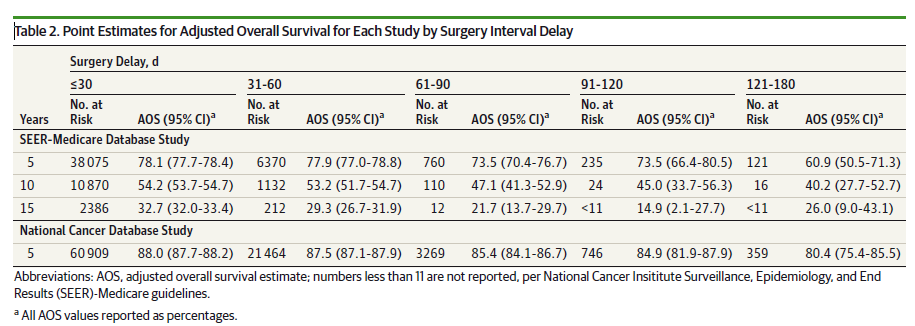 Table 2. Point Estimates for Adjusted Overall Survival for Each Study by Surgery Interval Delay
Surgery Delay, d
≤30 31-60 61-90 91-120 121-180
Years No. at Risk AOS (95% CI)a No. at Risk AOS (95% CI)a No. at Risk AOS (95% CI)a No. at Risk AOS (95% CI)a No. at Risk AOS (95% CI)a
SEER-Medicare Database Study
5 38 075 78.1 (77.7-78.4) 6370 77.9 (77.0-78.8) 760 73.5 (70.4-76.7) 235 73.5 (66.4-80.5) 121 60.9 (50.5-71.3)
10 10 870 54.2 (53.7-54.7) 1132 53.2 (51.7-54.7) 110 47.1 (41.3-52.9) 24 45.0 (33.7-56.3) 16 40.2 (27.7-52.7)
15 2386 32.7 (32.0-33.4) 212 29.3 (26.7-31.9) 12 21.7 (13.7-29.7) <11 14.9 (2.1-27.7) <11 26.0 (9.0-43.1)
National Cancer Database Study
5 60 909 88.0 (87.7-88.2) 21 464 87.5 (87.1-87.9) 3269 85.4 (84.1-86.7) 746 84.9 (81.9-87.9) 359 80.4 (75.4-85.5)
Abbreviations: AOS, adjusted overall survival estimate; numbers less than 11 are not reported, per National Cancer Insititute Surveillance, Epidemiology, and End
Results (SEER)-Medicare guidelines.
a All AOS values reported as percentages.